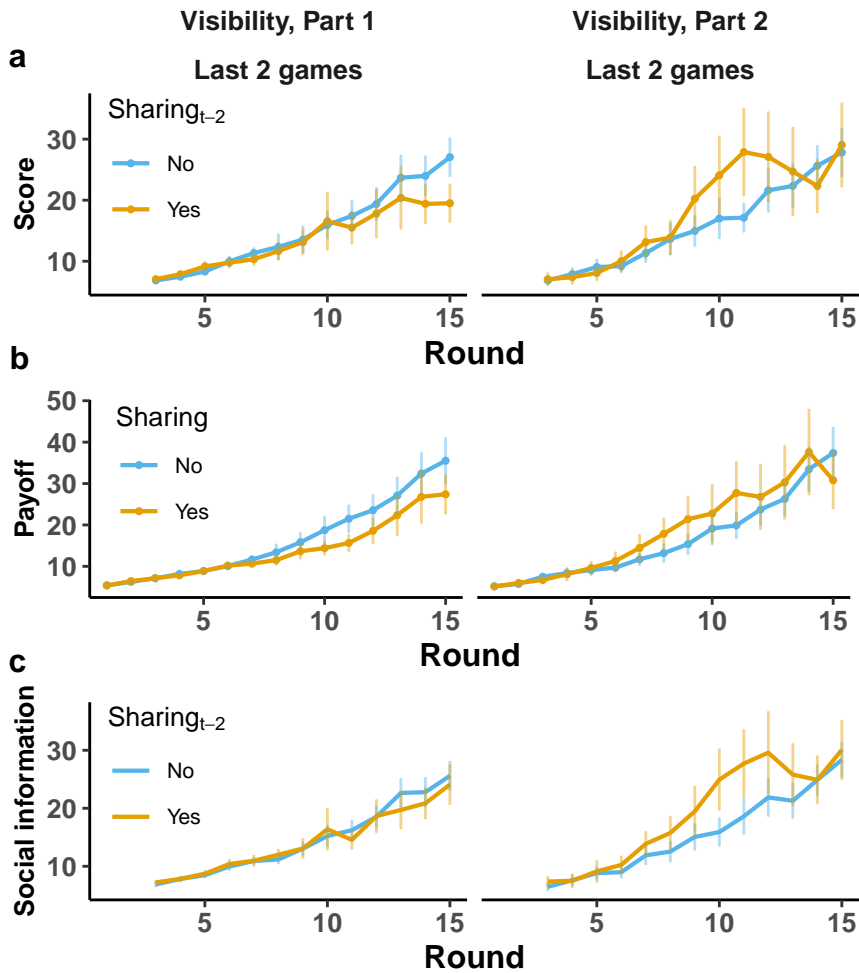 Visibility, Part 1
Visibility, Part 2
a
Last 2 games
Last 2 games
Sharing t–2
No
Yes
Score
30
20
10
5
10
15
5
10
15
Round
b
Sharing
No
Yes
Payoff
50
40
30
20
10
5
10
15
5
10
15
Round
c
Sharing t–2
No
Yes
Social information
30
20
10
5
10
15
5
10
15
Round